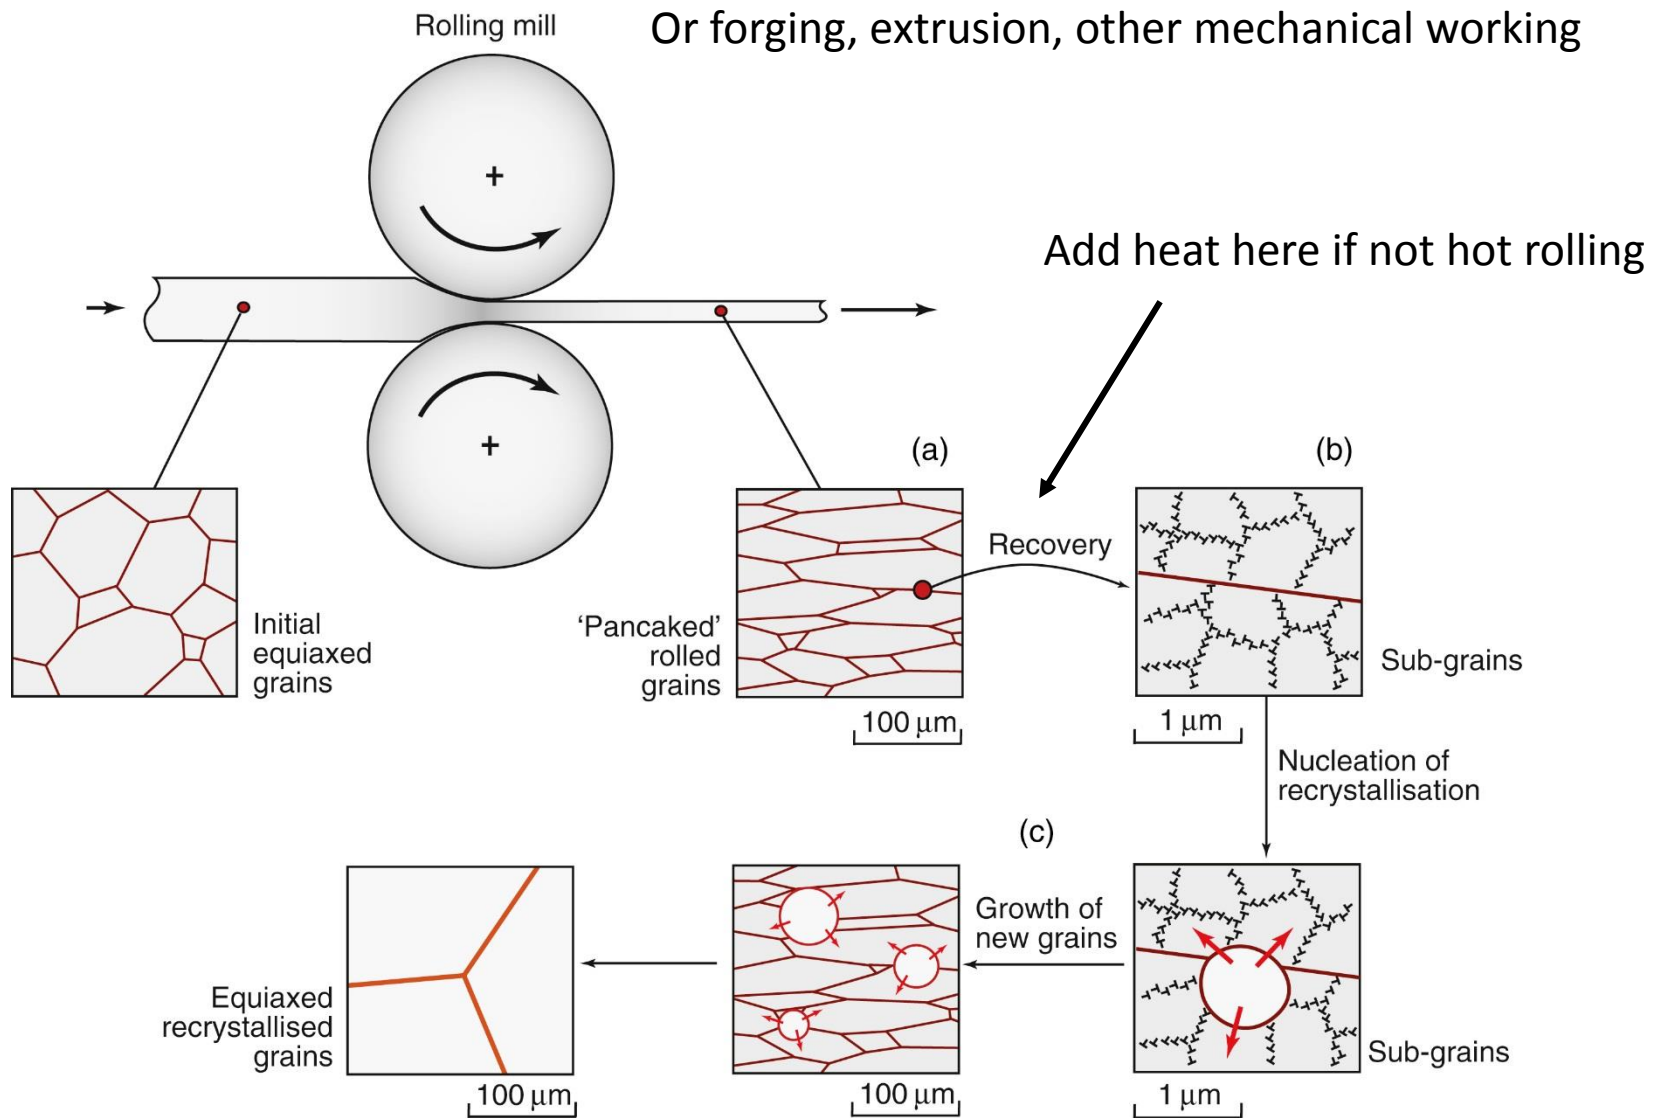 Rolling mill
Or forging, extrusion, other mechanical working
+
Add heat here if not hot rolling
+
(a)
(b)
Initial
equiaxed
grains
'Pancaked'
rolled
grains
Recovery
Sub-grains
100 µm
1 µm
Nucleation of
recrystallisation
(c)
Growth of
new grains
Equiaxed
recrystallised
grains
Sub-grains
100 µm
100 µm
1 µm